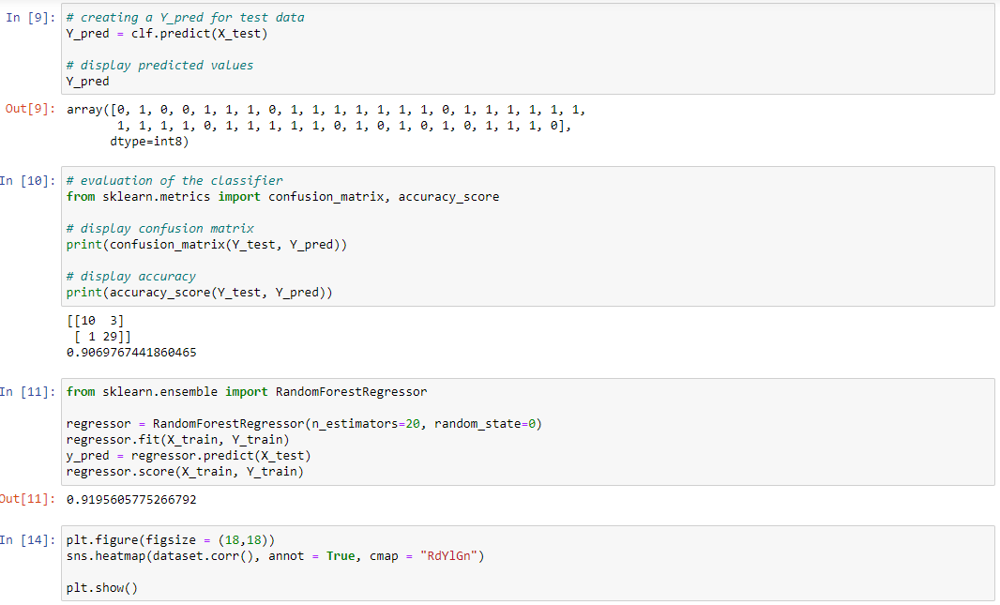 In [9]: # creating a Y_pred for test data
Y_pred = clf.predict(X_test)
# display predicted values
Y_pred
Out[9]: array([0, 1, 0, 0, 1, 1, 1, 0, 1, 1, 1, 1, 1, 1, 1, 0, 1, 1, 1, 1, 1, 1,
1, 1, 1, 1, 0, 1, 1, 1, 1, 1, 0, 1, 0, 1, 0, 1, 0, 1, 1, 1, 0],
dtype=int8)
In [10]: # evaluation of the classifier
from sklearn.metrics import confusion_matrix, accuracy_score
# display confusion matrix
print(confusion_matrix(Y_test, Y_pred))
# display accuracy
print(accuracy_score(Y_test, Y_pred))
[[10  3]
[ 1 29]]
0.9069767441860465
In [11]: from sklearn.ensemble import RandomForestRegressor
regressor = RandomForestRegressor(n_estimators=20, random_state=0)
regressor.fit(X_train, Y_train)
y_pred = regressor.predict(X_test)
regressor.score(X_train, Y_train)
Out[11]: 0.9195605775266792
In [14]: plt.figure(figsize = (18,18))
sns.heatmap(dataset.corr(), annot = True, cmap = "RdYlGn")
plt.show()